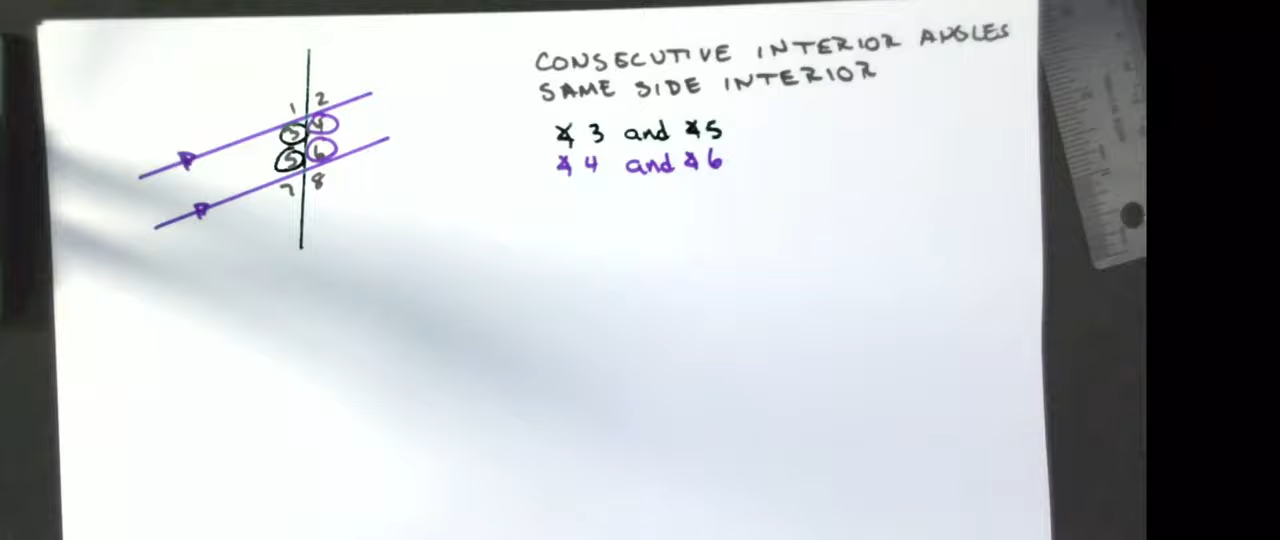 CONSECUTIVE INTERIOR ANGLES
SAME SIDE INTERIOR
1 2
3 4
5 6
7 8
∡ 3 and ∡5
∡ 4 and ∡6